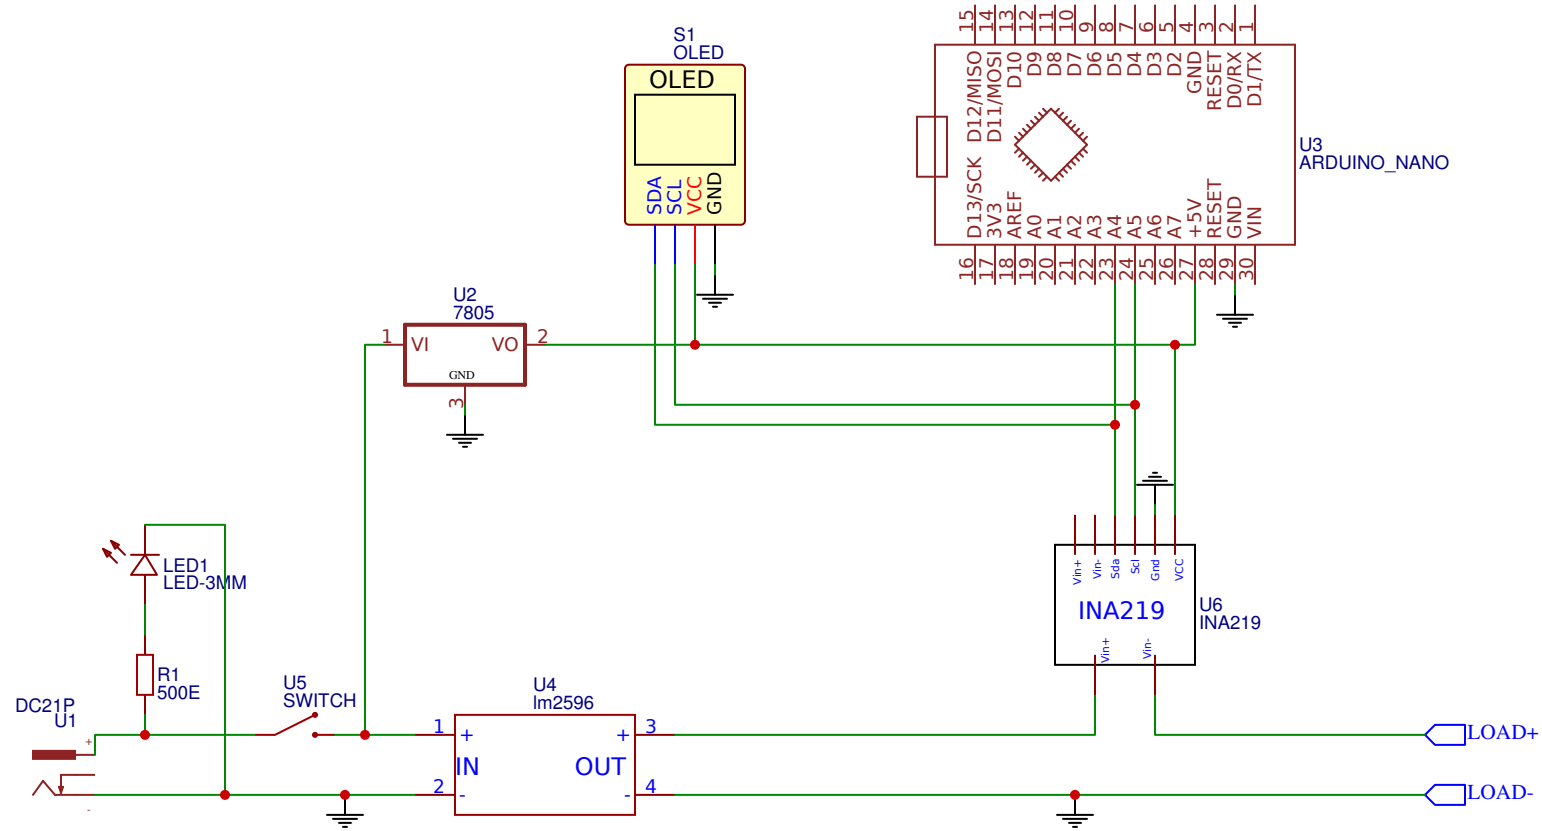 15 14 13 12 11 10 9 8 7 6 5 4 3 2 1
D12/MISO D11/MOSI D10 D9 D8 D7 D6 D5 D4 D3 D2 GND RESET D0/RX D1/TX
U3
ARDUINO_NANO
D13/SCK 3V3 AREF A0 A1 A2 A3 A4 A5 A6 A7 +5V RESET GND VIN
16 17 18 19 20 21 22 23 24 25 26 27 28 29 30
S1
OLED
OLED
SDA SCL VCC GND
U2
7805
1 VI VO 2
GND
3
LED1
LED-3MM
R1
500E
DC21P
U1
+
-
U5
SWITCH
U4
lm2596
1 + + 3
IN OUT
2 - - 4
Vin+ Vin- Sda Scl Gnd VCC
INA219
Vin+ Vin-
U6
INA219
LOAD+
LOAD-